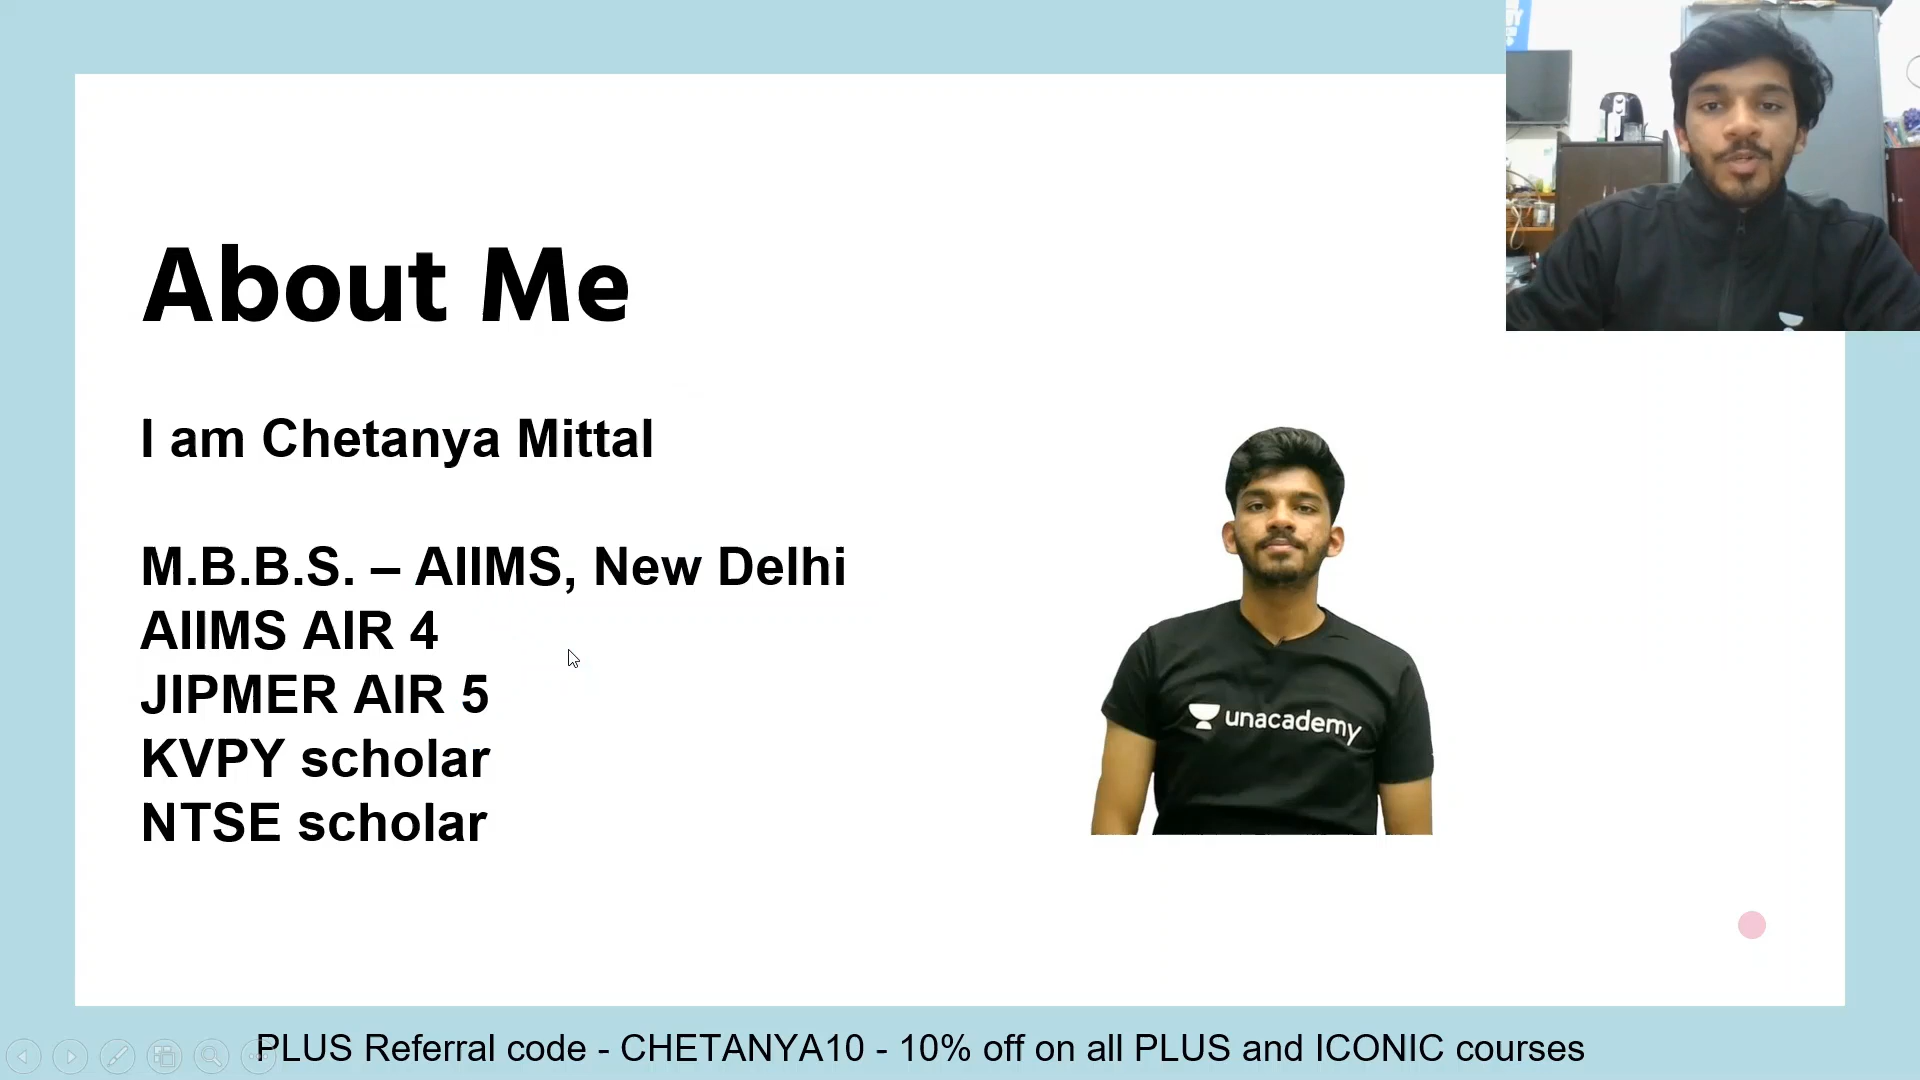 About Me
I am Chetanya Mittal
M.B.B.S. – AIIMS, New Delhi
AIIMS AIR 4
JIPMER AIR 5
KVPY scholar
NTSE scholar
unacademy
PLUS Referral code - CHETANYA10 - 10% off on all PLUS and ICONIC courses